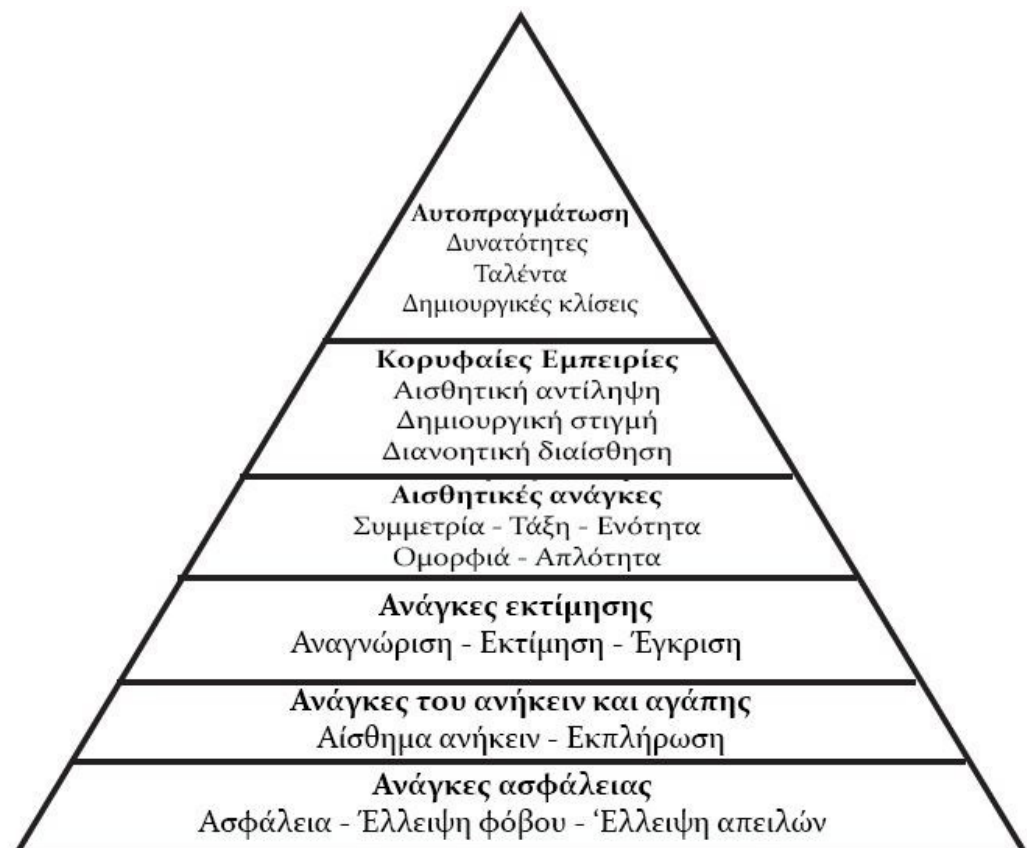 Αυτοπραγμάτωση
Δυνατότητες
Ταλέντα
Δημιουργικές κλίσεις
Κορυφαίες Εμπειρίες
Αισθητική αντίληψη
Δημιουργική στιγμή
Διανοητική διαίσθηση
Αισθητικές ανάγκες
Συμμετρία - Τάξη - Ενότητα
Ομορφιά - Απλότητα
Ανάγκες εκτίμησης
Αναγνώριση - Εκτίμηση - Έγκριση
Ανάγκες του ανήκειν και αγάπης
Αίσθημα ανήκειν - Εκπλήρωση
Ανάγκες ασφάλειας
Ασφάλεια - Έλλειψη φόβου - ‘Ελλειψη απειλών